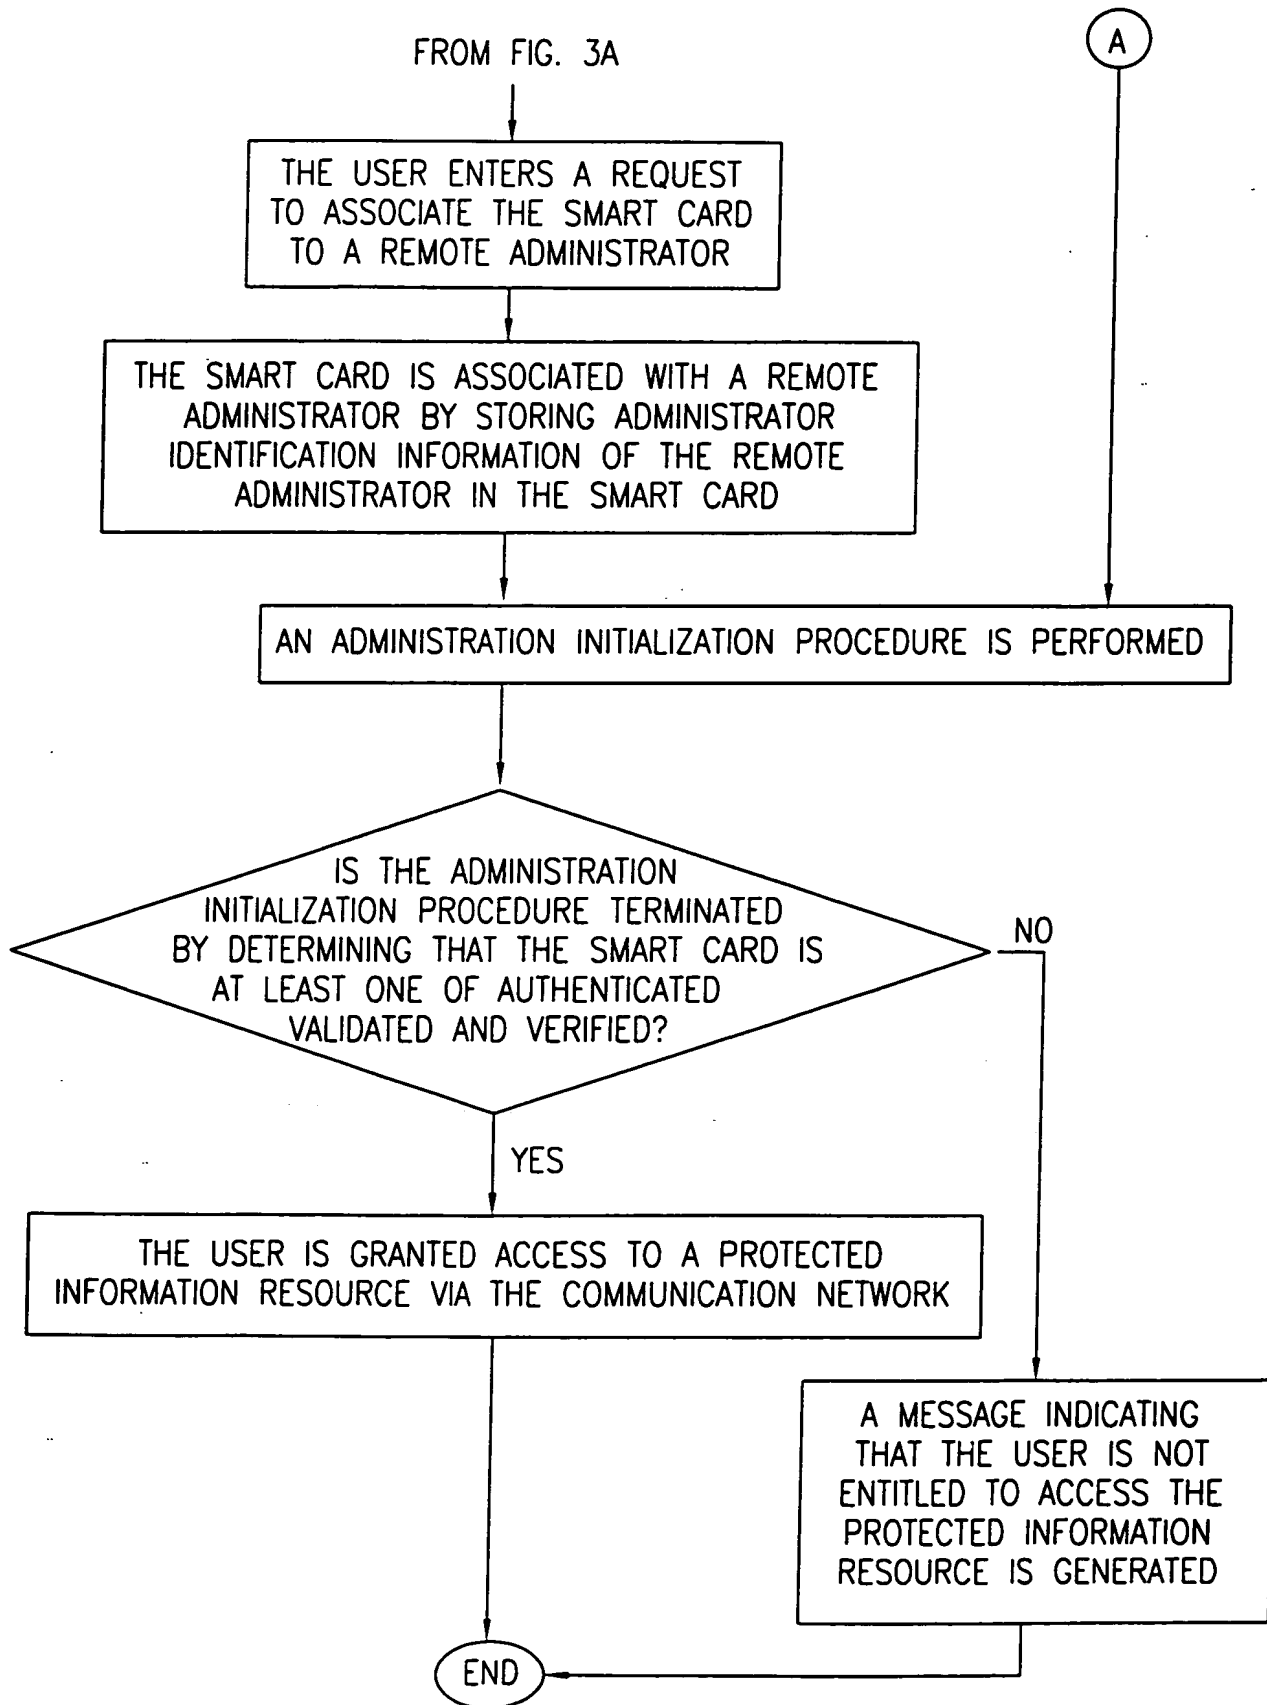 FROM FIG. 3A
A
THE USER ENTERS A REQUEST
TO ASSOCIATE THE SMART CARD
TO A REMOTE ADMINISTRATOR
THE SMART CARD IS ASSOCIATED WITH A REMOTE
ADMINISTRATOR BY STORING ADMINISTRATOR
IDENTIFICATION INFORMATION OF THE REMOTE
ADMINISTRATOR IN THE SMART CARD
AN ADMINISTRATION INITIALIZATION PROCEDURE IS PERFORMED
IS THE ADMINISTRATION
INITIALIZATION PROCEDURE TERMINATED
BY DETERMINING THAT THE SMART CARD IS
AT LEAST ONE OF AUTHENTICATED
VALIDATED AND VERIFIED?
NO
YES
THE USER IS GRANTED ACCESS TO A PROTECTED
INFORMATION RESOURCE VIA THE COMMUNICATION NETWORK
A MESSAGE INDICATING
THAT THE USER IS NOT
ENTITLED TO ACCESS THE
PROTECTED INFORMATION
RESOURCE IS GENERATED
END